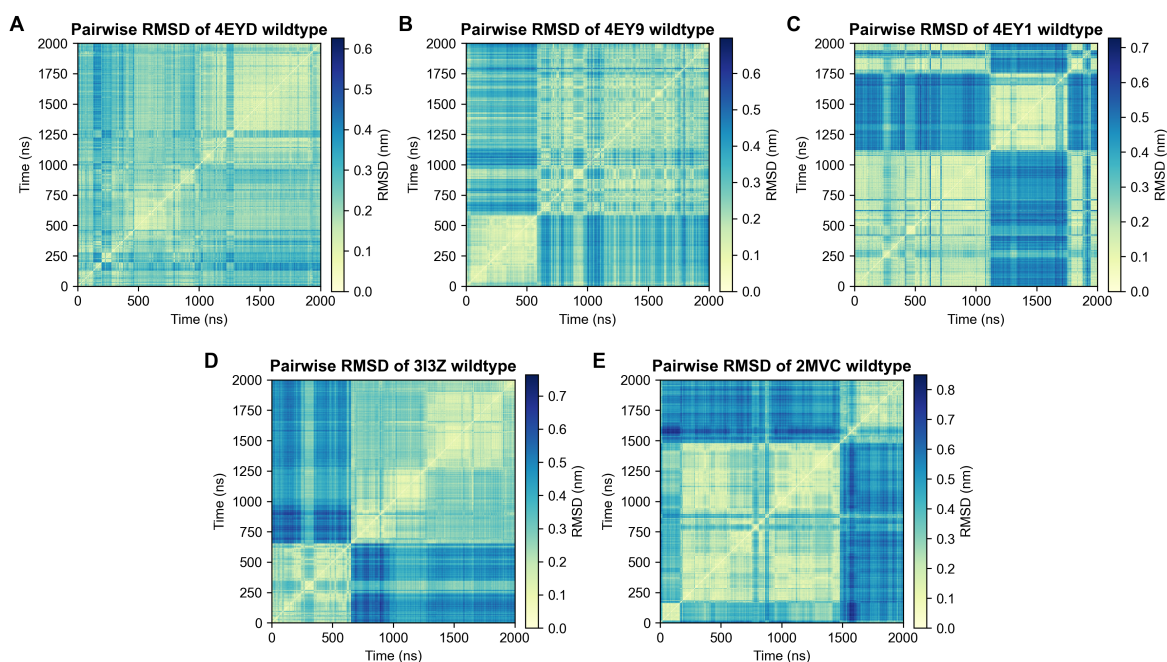 A
Pairwise RMSD of 4EYD wildtype
2000
1750
1500
1250
1000
750
500
250
0
Time (ns)
0 500 1000 1500 2000
Time (ns)
0.6
0.5
0.4
0.3
0.2
0.1
0.0
RMSD (nm)
B
Pairwise RMSD of 4EY9 wildtype
2000
1750
1500
1250
1000
750
500
250
0
Time (ns)
0 500 1000 1500 2000
Time (ns)
0.6
0.5
0.4
0.3
0.2
0.1
0.0
RMSD (nm)
C
Pairwise RMSD of 4EY1 wildtype
2000
1750
1500
1250
1000
750
500
250
0
Time (ns)
0 500 1000 1500 2000
Time (ns)
0.7
0.6
0.5
0.4
0.3
0.2
0.1
0.0
RMSD (nm)
D
Pairwise RMSD of 3I3Z wildtype
2000
1750
1500
1250
1000
750
500
250
0
Time (ns)
0 500 1000 1500 2000
Time (ns)
0.7
0.6
0.5
0.4
0.3
0.2
0.1
0.0
RMSD (nm)
E
Pairwise RMSD of 2MVC wildtype
2000
1750
1500
1250
1000
750
500
250
0
Time (ns)
0 500 1000 1500 2000
Time (ns)
0.8
0.7
0.6
0.5
0.4
0.3
0.2
0.1
0.0
RMSD (nm)